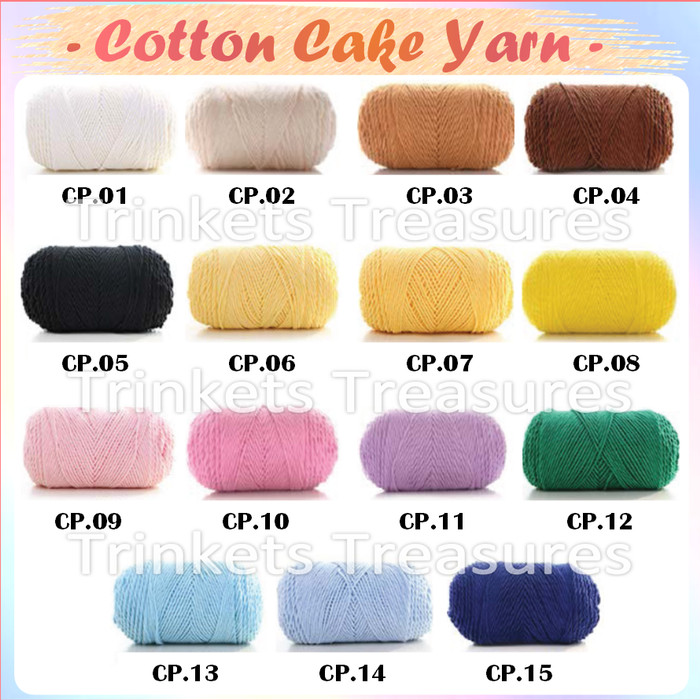 - Cotton Cake Yarn -
CP.01 CP.02 CP.03 CP.04
Trinkets Treasures
CP.05 CP.06 CP.07 CP.08
Trinkets Treasures
CP.09 CP.10 CP.11 CP.12
Trinkets Treasures
CP.13 CP.14 CP.15